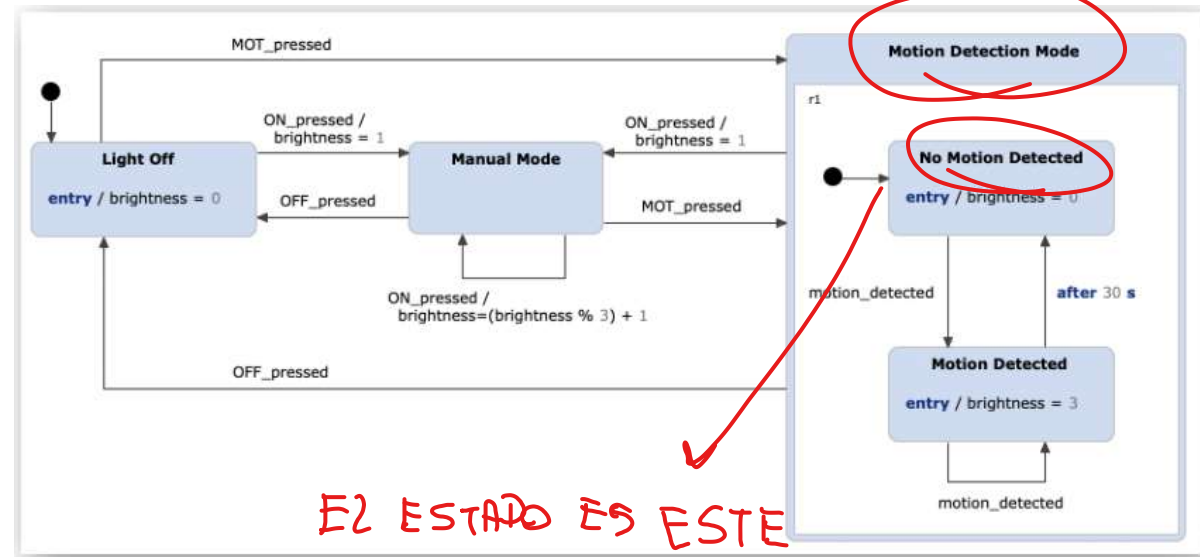 MOT_pressed
Motion Detection Mode
r1
ON_pressed /
brightness = 1
ON_pressed /
brightness = 1
Light Off
entry / brightness = 0
Manual Mode
No Motion Detected
entry / brightness = 0
OFF_pressed
MOT_pressed
motion_detected
after 30 s
ON_pressed /
brightness=(brightness % 3) + 1
OFF_pressed
Motion Detected
entry / brightness = 3
motion_detected
El ESTADO ES ESTE